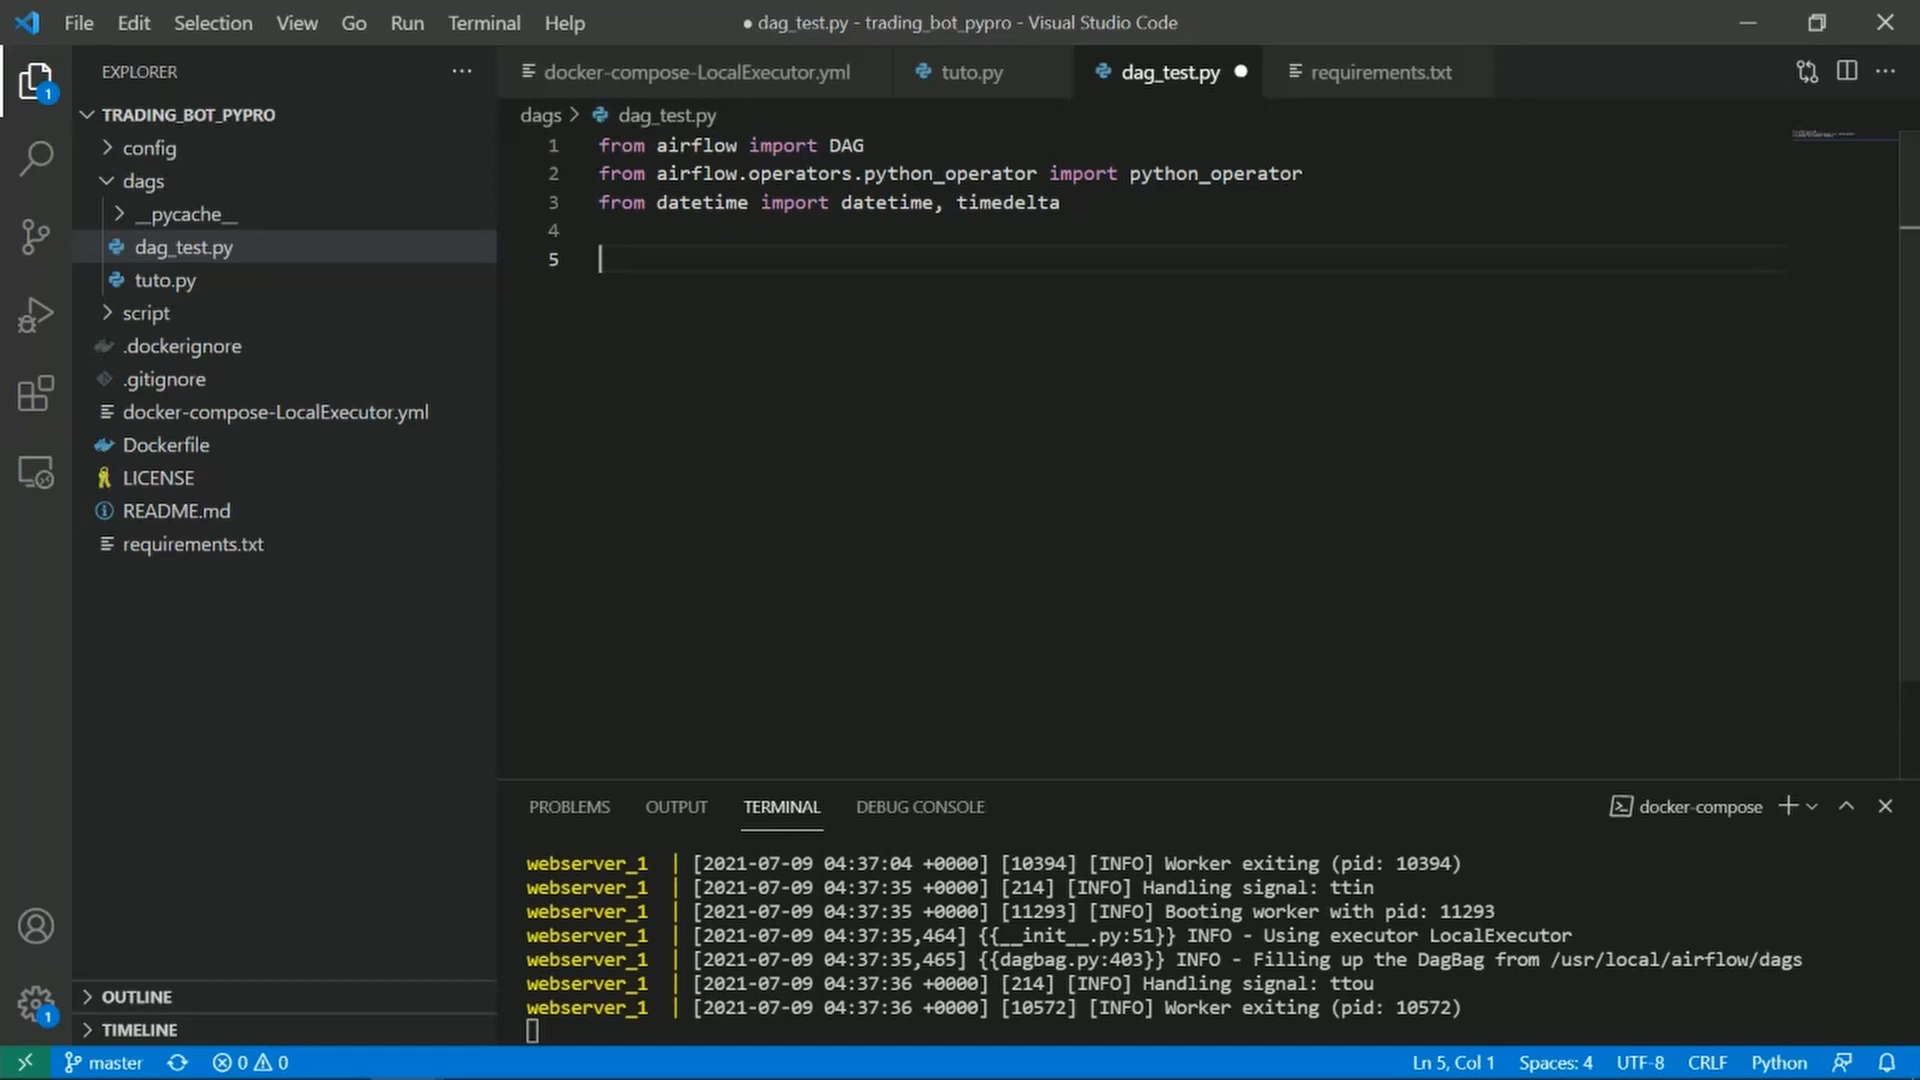 File Edit Selection View Go Run Terminal Help
● dag_test.py - trading_bot_pypro - Visual Studio Code
EXPLORER
TRADING_BOT_PYPRO
config
dags
__pycache__
dag_test.py
tuto.py
script
.dockerignore
.gitignore
docker-compose-LocalExecutor.yml
Dockerfile
LICENSE
README.md
requirements.txt
OUTLINE
TIMELINE
1
1
docker-compose-LocalExecutor.yml tuto.py dag_test.py requirements.txt
dags > dag_test.py
1 from airflow import DAG
2 from airflow.operators.python_operator import python_operator
3 from datetime import datetime, timedelta
4
5
PROBLEMS OUTPUT TERMINAL DEBUG CONSOLE docker-compose
webserver_1 | [2021-07-09 04:37:04 +0000] [10394] [INFO] Worker exiting (pid: 10394)
webserver_1 | [2021-07-09 04:37:35 +0000] [214] [INFO] Handling signal: ttin
webserver_1 | [2021-07-09 04:37:35 +0000] [11293] [INFO] Booting worker with pid: 11293
webserver_1 | [2021-07-09 04:37:35,464] {{__init__.py:51}} INFO - Using executor LocalExecutor
webserver_1 | [2021-07-09 04:37:35,465] {{dagbag.py:403}} INFO - Filling up the DagBag from /usr/local/airflow/dags
webserver_1 | [2021-07-09 04:37:36 +0000] [214] [INFO] Handling signal: ttou
webserver_1 | [2021-07-09 04:37:36 +0000] [10572] [INFO] Worker exiting (pid: 10572)
master 0 0 Ln 5, Col 1 Spaces: 4 UTF-8 CRLF Python